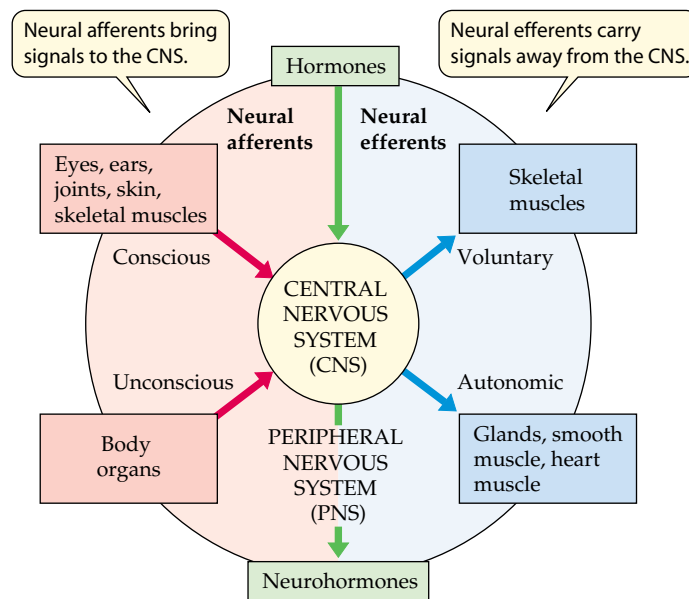 Neural afferents bring
signals to the CNS.
Neural efferents carry
signals away from the CNS.
Hormones
Neural
afferents
Neural
efferents
Eyes, ears,
joints, skin,
skeletal muscles
Skeletal
muscles
Conscious
Voluntary
CENTRAL
NERVOUS
SYSTEM
(CNS)
Unconscious
Autonomic
Body
organs
PERIPHERAL
NERVOUS
SYSTEM
(PNS)
Glands, smooth
muscle, heart
muscle
Neurohormones